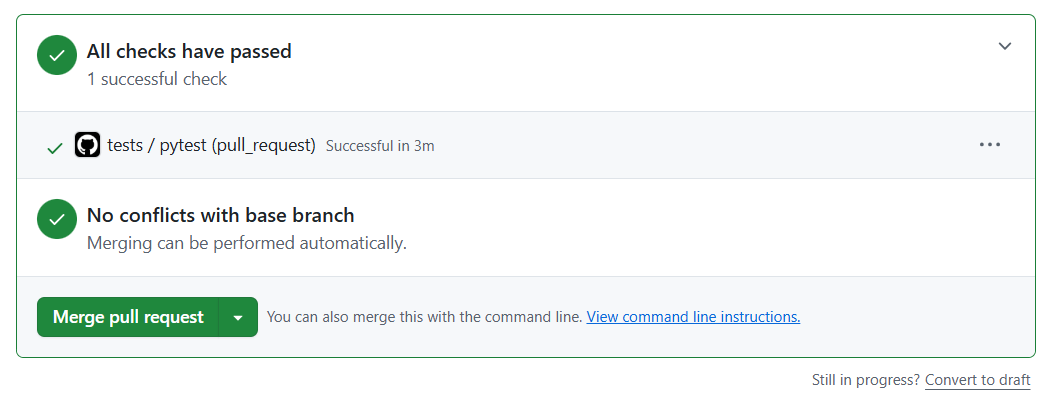 All checks have passed
1 successful check
tests / pytest (pull_request) Successful in 3m
No conflicts with base branch
Merging can be performed automatically.
Merge pull request You can also merge this with the command line. View command line instructions.
Still in progress? Convert to draft